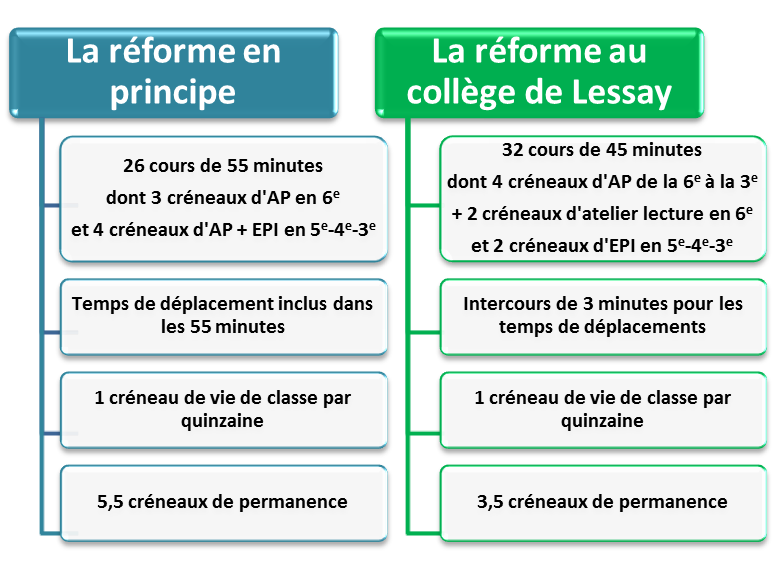 La réforme en
principe
26 cours de 55 minutes
dont 3 créneaux d'AP en 6e
et 4 créneaux d'AP + EPI en 5e-4e-3e
Temps de déplacement inclus dans
les 55 minutes
1 créneau de vie de classe par
quinzaine
5,5 créneaux de permanence
La réforme au
collège de Lessay
32 cours de 45 minutes
dont 4 créneaux d'AP de la 6e à la 3e
+ 2 créneaux d'atelier lecture en 6e
et 2 créneaux d'EPI en 5e-4e-3e
Intercours de 3 minutes pour les
temps de déplacements
1 créneau de vie de classe par
quinzaine
3,5 créneaux de permanence